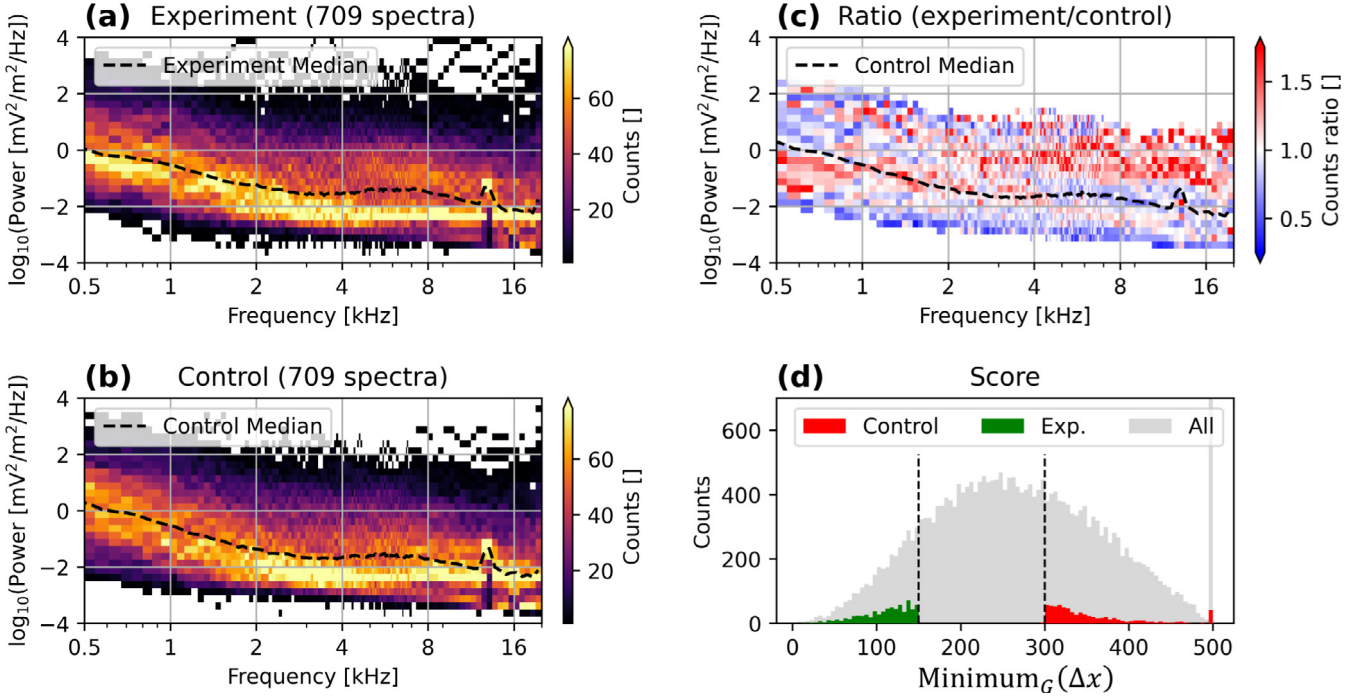 (a) Experiment (709 spectra)
log₁₀(Power [mV²/m²/Hz])
4
2
0
−2
−4
Experiment Median
0.5 1 2 4 8 16
Frequency [kHz]
60
40
20
Counts []
(c) Ratio (experiment/control)
log₁₀(Power [mV²/m²/Hz])
4
2
0
−2
−4
Control Median
0.5 1 2 4 8 16
Frequency [kHz]
1.5
1.0
0.5
Counts ratio []
(b) Control (709 spectra)
log₁₀(Power [mV²/m²/Hz])
4
2
0
−2
−4
Control Median
0.5 1 2 4 8 16
Frequency [kHz]
60
40
20
Counts []
(d) Score
Counts
600
400
200
0
Control Exp. All
0 100 200 300 400 500
Minimum_G(Δx)